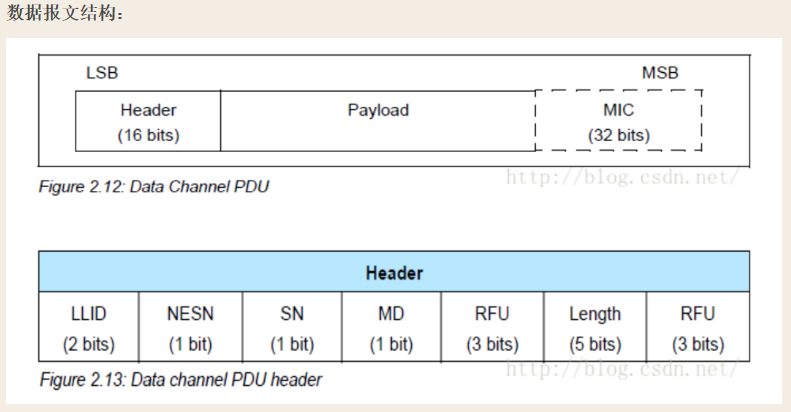 数据报文结构：
LSB MSB
Header Payload MIC
(16 bits) (32 bits)
http://blog.csdn.net/
Figure 2.12: Data Channel PDU
Header
LLID NESN SN MD RFU Length RFU
(2 bits) (1 bit) (1 bit) (1 bit) (3 bits) (5 bits) (3 bits)
http://blog.csdn.net/
Figure 2.13: Data channel PDU header